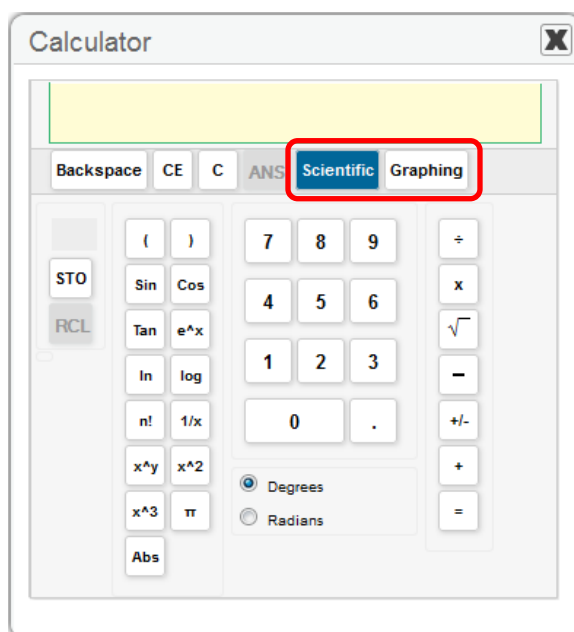 Calculator X
Backspace CE C ANS Scientific Graphing
( ) 7 8 9 ÷
STO Sin Cos 4 5 6 x
RCL Tan e^x √
ln log 1 2 3 −
n! 1/x 0 . +/-
x^y x^2 +
Degrees
x^3 π =
Radians
Abs